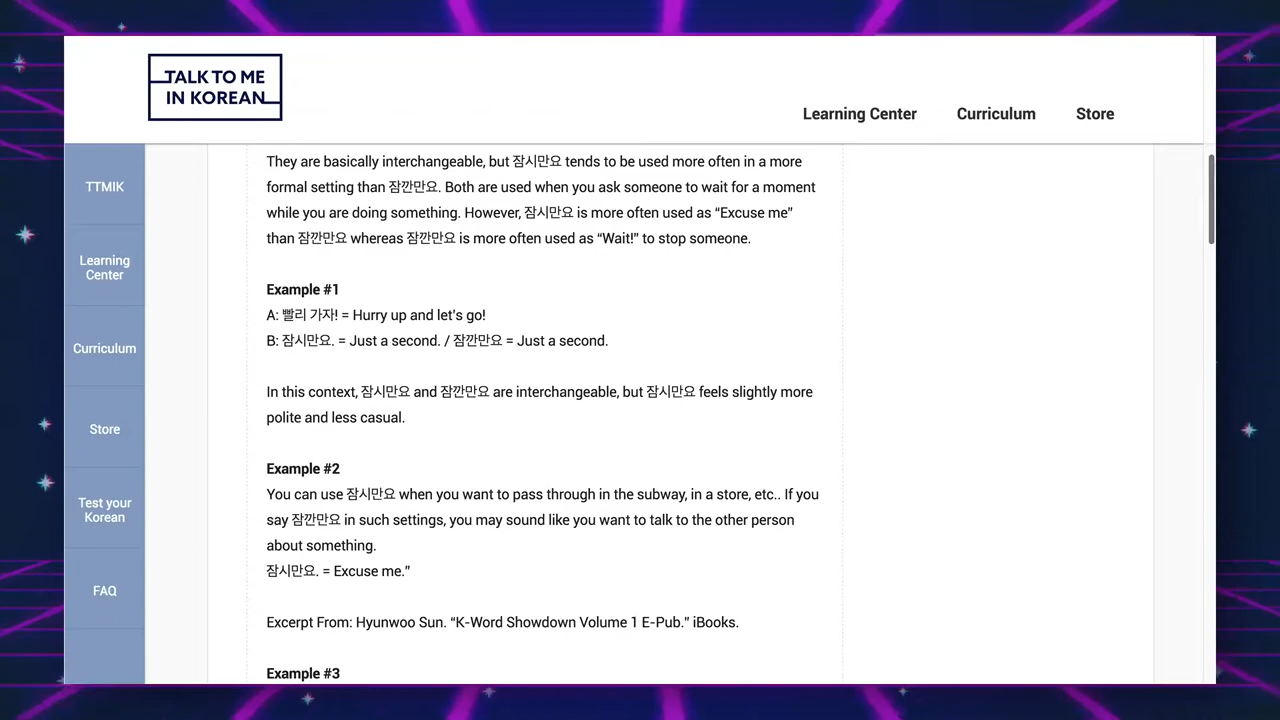 TALK TO ME
IN KOREAN
Learning Center
Curriculum
Store
TTMIK
Learning
Center
Curriculum
Store
Test your
Korean
FAQ
They are basically interchangeable, but 잠시만요 tends to be used more often in a more
formal setting than 잠깐만요. Both are used when you ask someone to wait for a moment
while you are doing something. However, 잠시만요 is more often used as “Excuse me”
than 잠깐만요 whereas 잠깐만요 is more often used as “Wait!” to stop someone.
Example #1
A: 빨리 가자! = Hurry up and let's go!
B: 잠시만요. = Just a second. / 잠깐만요 = Just a second.
In this context, 잠시만요 and 잠깐만요 are interchangeable, but 잠시만요 feels slightly more
polite and less casual.
Example #2
You can use 잠시만요 when you want to pass through in the subway, in a store, etc.. If you
say 잠깐만요 in such settings, you may sound like you want to talk to the other person
about something.
잠시만요. = Excuse me.”
Excerpt From: Hyunwoo Sun. “K-Word Showdown Volume 1 E-Pub.” iBooks.
Example #3